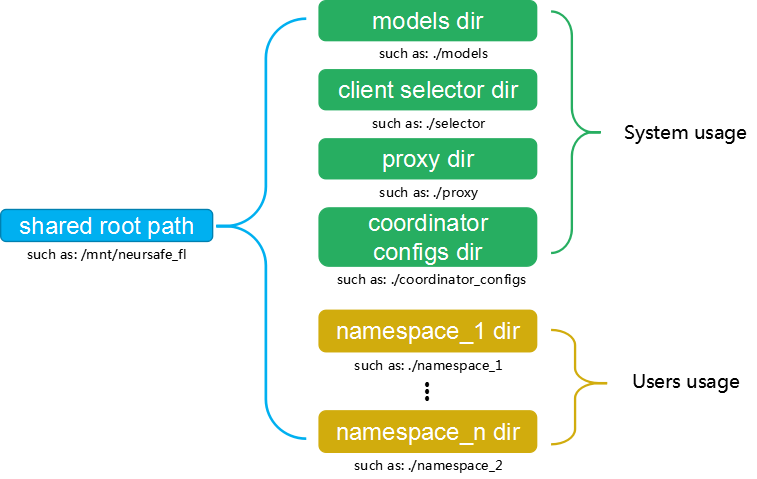 models dir
such as: ./models
client selector dir
such as: ./selector
System usage
proxy dir
such as: ./proxy
shared root path
such as: /mnt/neursafe_fl
coordinator
configs dir
such as: ./coordinator_configs
namespace_1 dir
such as: ./namespace_1
Users usage
namespace_n dir
such as: ./namespace_2